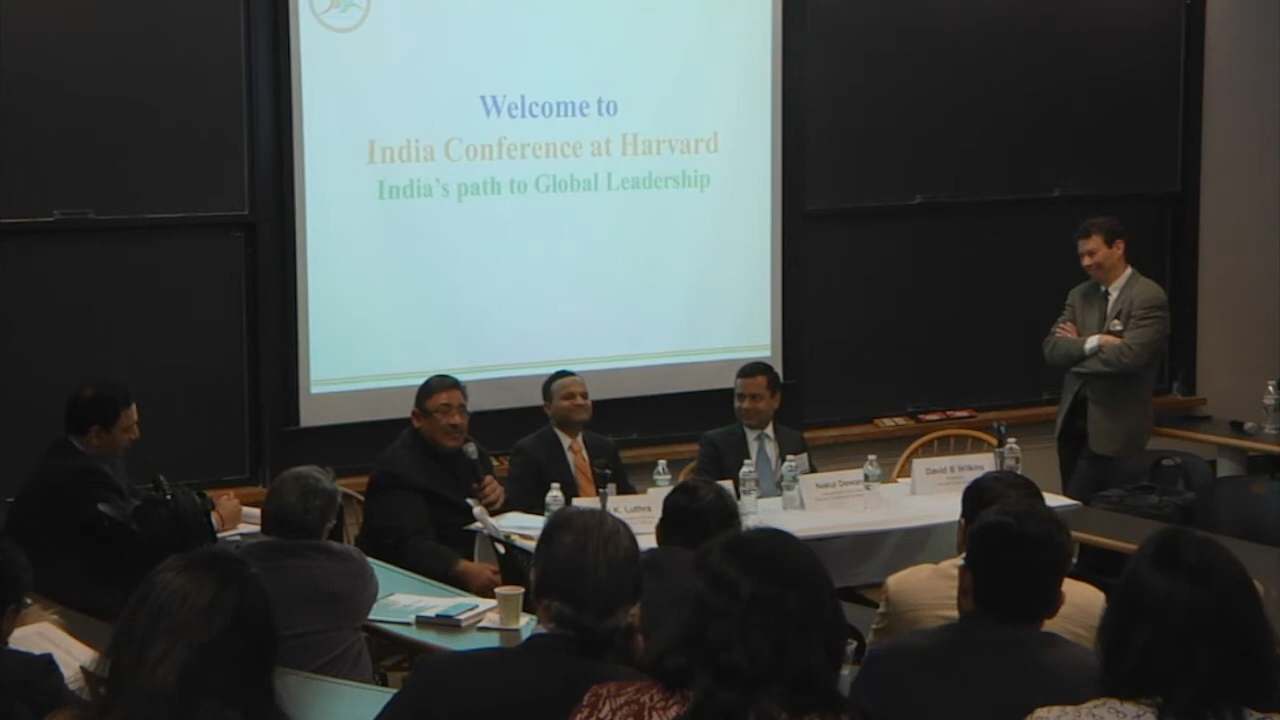 Welcome to
India Conference at Harvard
India's path to Global Leadership
K. Luthra
Nakul Dewan
David B Wilkins